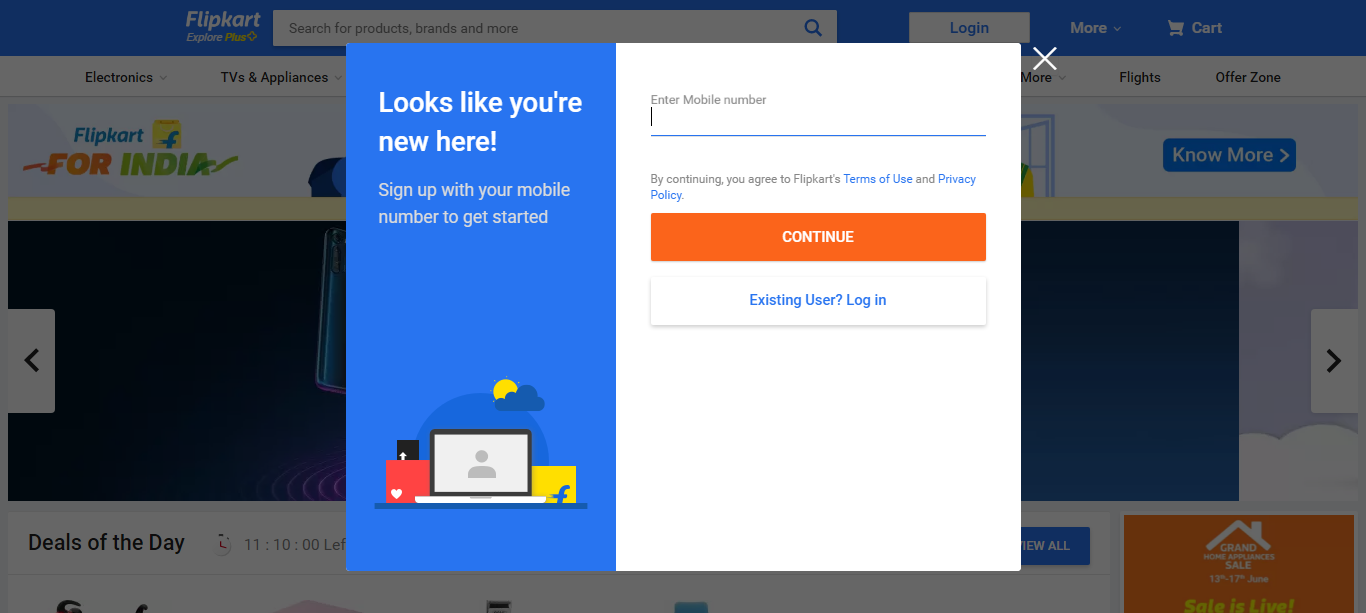 Flipkart
Explore Plus
Search for products, brands and more
Login
More
Cart
Electronics
TVs & Appliances
More
Flights
Offer Zone
Flipkart
FOR INDIA
Know More
Looks like you're
new here!
Sign up with your mobile
number to get started
Enter Mobile number
By continuing, you agree to Flipkart's Terms of Use and Privacy
Policy.
CONTINUE
Existing User? Log in
Deals of the Day
11 : 10 : 00 Lef
VIEW ALL
GRAND
HOME APPLIANCES
SALE
13th-17th June
Sale is Live!